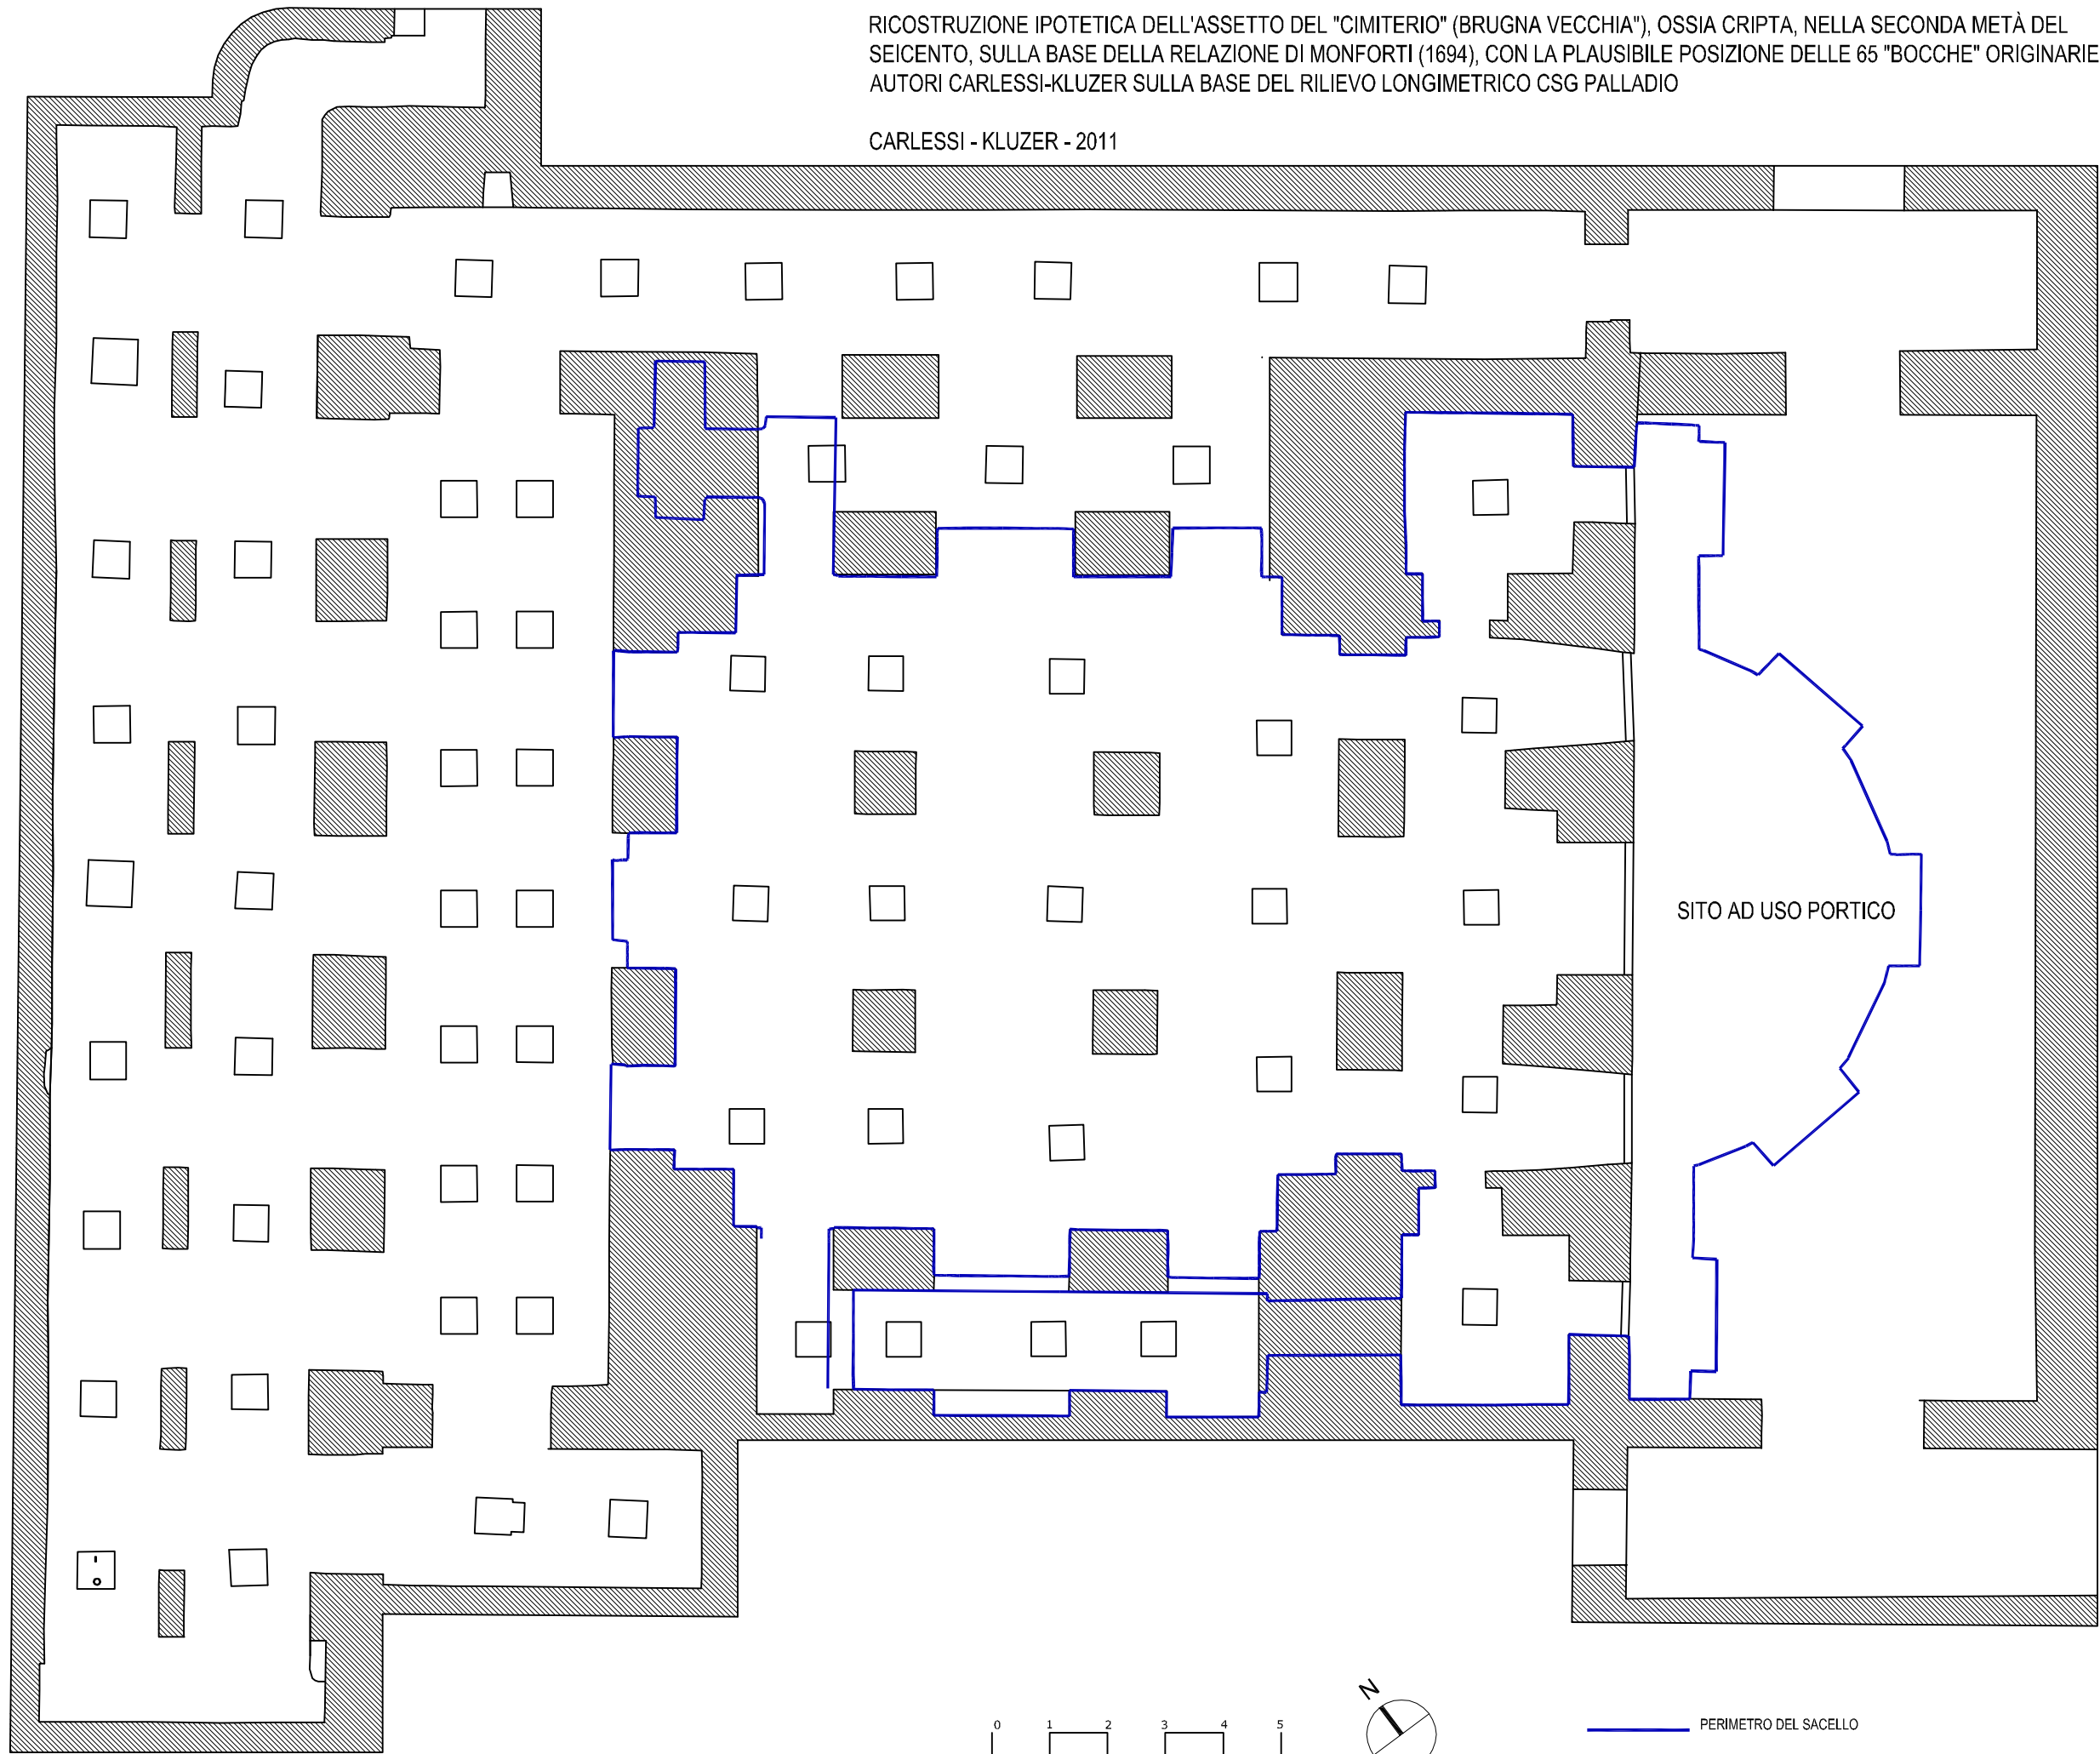 RICOSTRUZIONE IPOTETICA DELL'ASSETTO DEL "CIMITERIO" (BRUGNA VECCHIA"), OSSIA CRIPTA, NELLA SECONDA METÀ DEL
SEICENTO, SULLA BASE DELLA RELAZIONE DI MONFORTI (1694), CON LA PLAUSIBILE POSIZIONE DELLE 65 "BOCCHE" ORIGINARIE
AUTORI CARLESSI-KLUZER SULLA BASE DEL RILIEVO LONGIMETRICO CSG PALLADIO
CARLESSI - KLUZER - 2011
SITO AD USO PORTICO
N
0 1 2 3 4 5
PERIMETRO DEL SACELLO